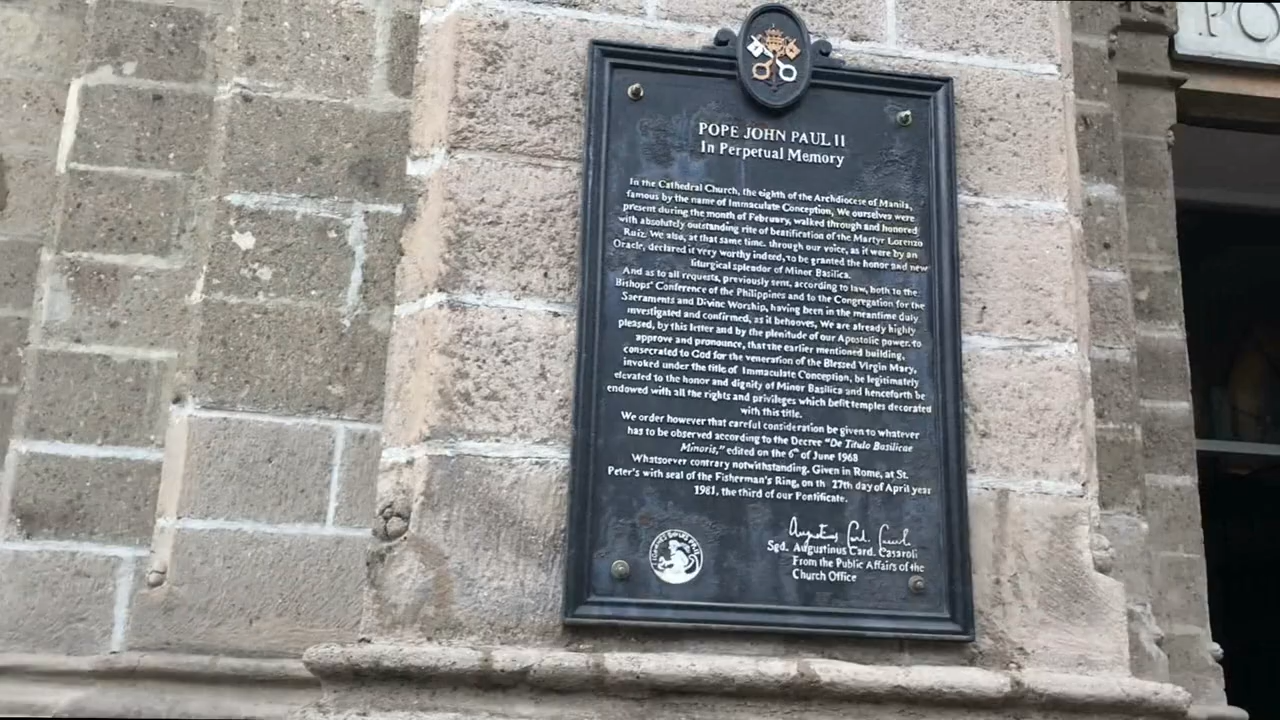 PO
POPE JOHN PAUL II
In Perpetual Memory
In the Cathedral Church, the eighth of the Archdiocese of Manila,
famous by the name of Immaculate Conception, We ourselves were
present during the month of February, walked through and honored
with absolutely outstanding rite of beatification of the Martyr Lorenzo
Ruiz. We also, at that same time, through our voice, as it were by an
Oracle, declared it very worthy indeed, to be granted the honor and new
liturgical splendor of Minor Basilica.
And as to all requests, previously sent, according to law, both to the
Bishops' Conference of the Philippines and to the Congregation for the
Sacraments and Divine Worship, having been in the meantime duly
investigated and confirmed, as it behooves, We are already highly
pleased, by this letter and by the plenitude of our Apostolic power, to
approve and pronounce, that the earlier mentioned building,
consecrated to God for the veneration of the Blessed Virgin Mary,
invoked under the title of Immaculate Conception, be legitimately
elevated to the honor and dignity of Minor Basilica and henceforth be
endowed with all the rights and privileges which befit temples decorated
with this title.
We order however that careful consideration be given to whatever
has to be observed according to the Decree "De Titulo Basilicae
Minoris," edited on the 6th of June 1968
Whatsoever contrary notwithstanding. Given in Rome, at St.
Peter's with seal of the Fisherman's Ring, on th 27th day of April year
1981, the third of our Pontificate.
Sgd. Augustinus Card. Casaroli
From the Public Affairs of the
Church Office